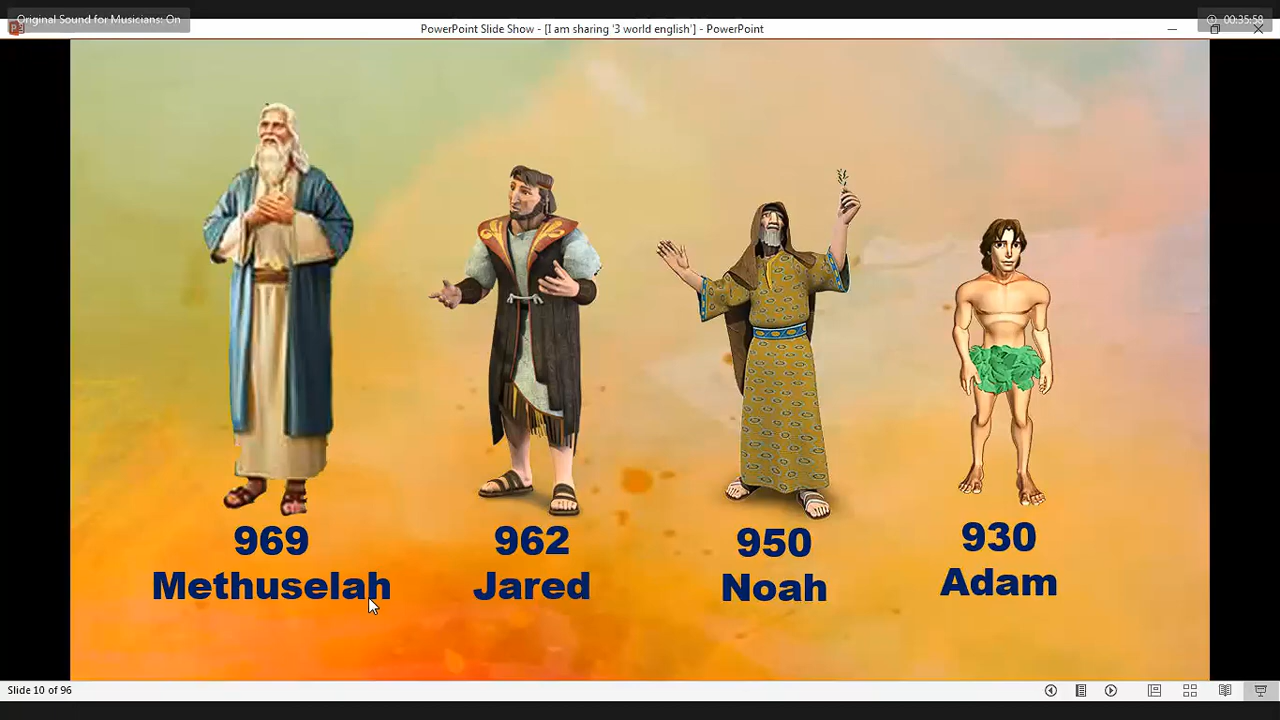 Original Sound for Musicians: On
00:35:58
PowerPoint Slide Show - [I am sharing '3 world english'] - PowerPoint
969
Methuselah
962
Jared
950
Noah
930
Adam
Slide 10 of 96